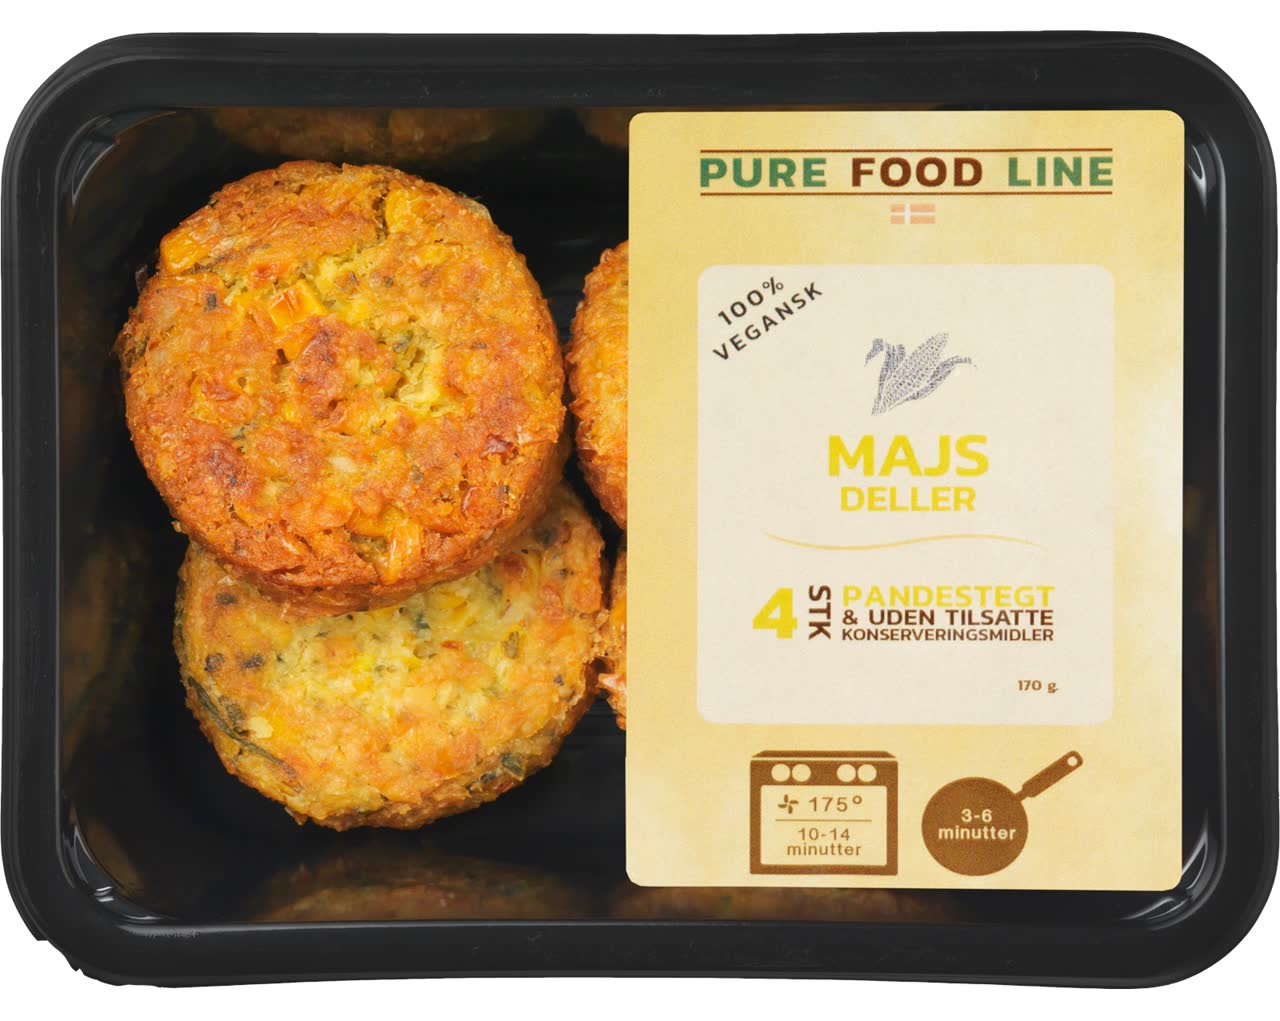 PURE FOOD LINE
100%
VEGANSK
MAJS
DELLER
4 STK
PANDESTEGT
& UDEN TILSATTE
KONSERVERINGSMIDLER
170 g.
175°
10-14
minutter
3-6
minutter